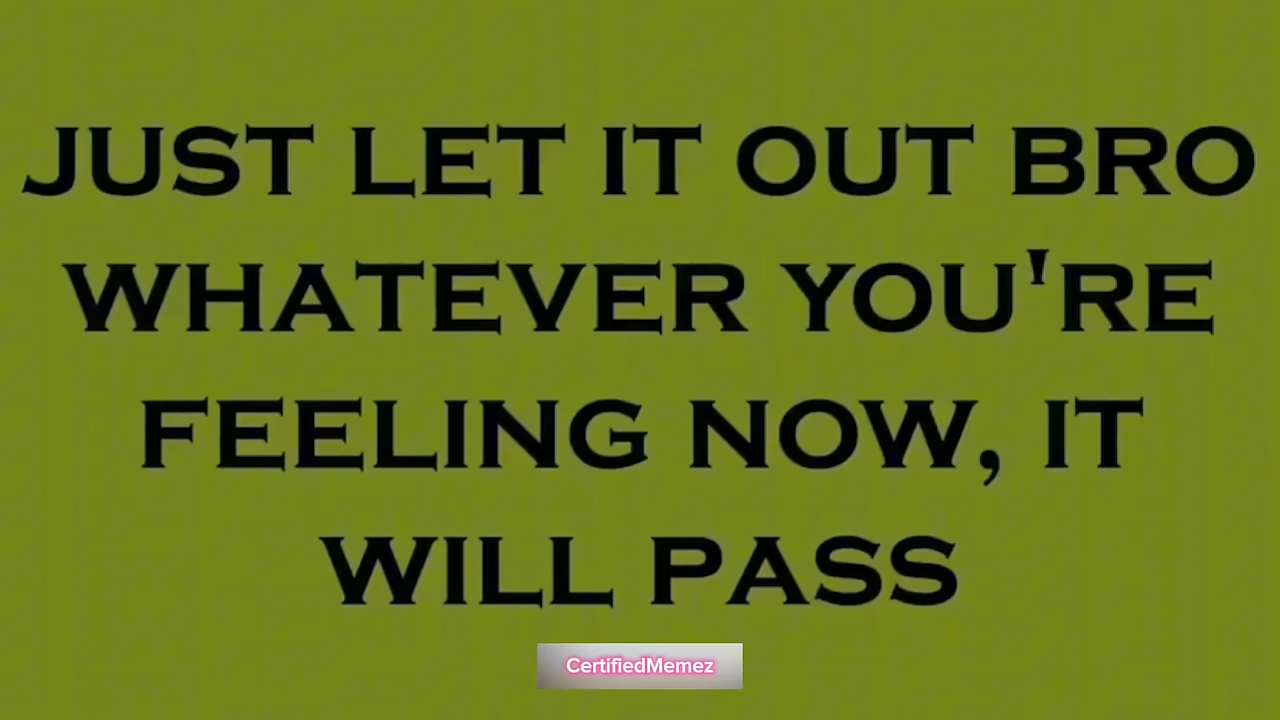 JUST LET IT OUT BRO
WHATEVER YOU'RE
FEELING NOW, IT
WILL PASS
CertifiedMemez